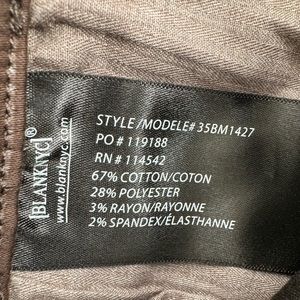 [BLANKNYC]®
www.blanknyc.com
STYLE/MODELE# 35BM1427
PO # 119188
RN # 114542
67% COTTON/COTON
28% POLYESTER
3% RAYON/RAYONNE
2% SPANDEX/ÉLASTHANNE